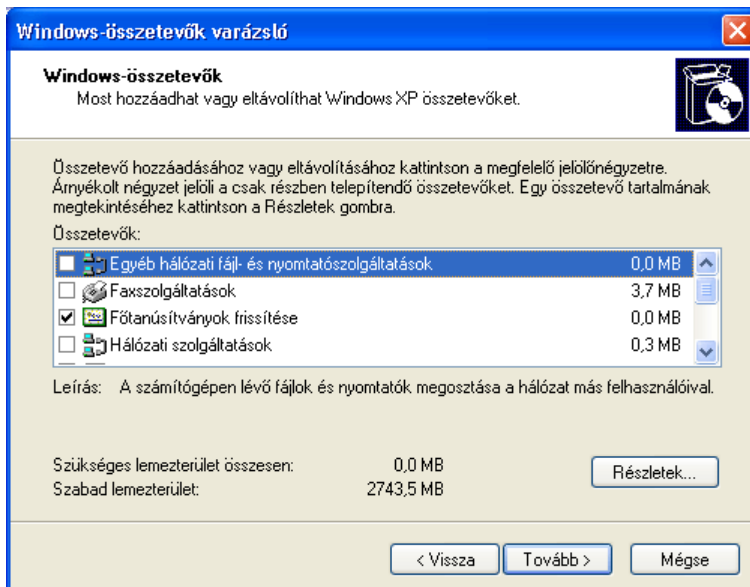 Windows-összetevők varázsló
Windows-összetevők
Most hozzáadhat vagy eltávolíthat Windows XP összetevőket.
Összetevő hozzáadásához vagy eltávolításához kattintson a megfelelő jelölőnégyzetre.
Árnyékolt négyzet jelöli a csak részben telepítendő összetevőket. Egy összetevő tartalmának
megtekintéséhez kattintson a Részletek gombra.
Összetevők:
Egyéb hálózati fájl- és nyomtatószolgáltatások 0,0 MB
Faxszolgáltatások 3,7 MB
Főtanúsítványok frissítése 0,0 MB
Hálózati szolgáltatások 0,3 MB
Leírás: A számítógépen lévő fájlok és nyomtatók megosztása a hálózat más felhasználóival.
Szükséges lemezterület összesen: 0,0 MB
Szabad lemezterület: 2743,5 MB
Részletek...
< Vissza Tovább > Mégse